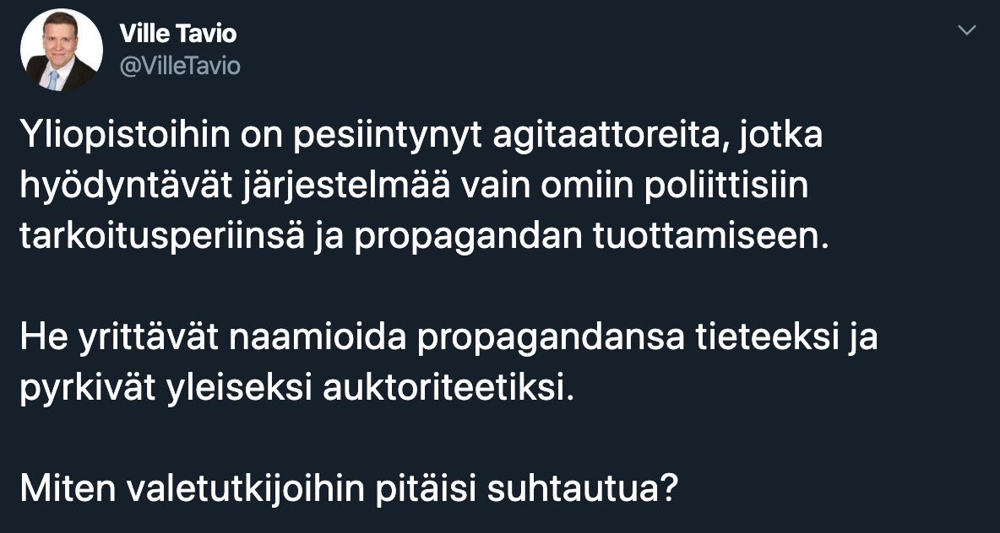 Ville Tavio
@VilleTavio
Yliopistoihin on pesiintynyt agitaattoreita, jotka
hyödyntävät järjestelmää vain omiin poliittisiin
tarkoitusperiinsä ja propagandan tuottamiseen.
He yrittävät naamioida propagandansa tieteeksi ja
pyrkivät yleiseksi auktoriteetiksi.
Miten valetutkijoihin pitäisi suhtautua?